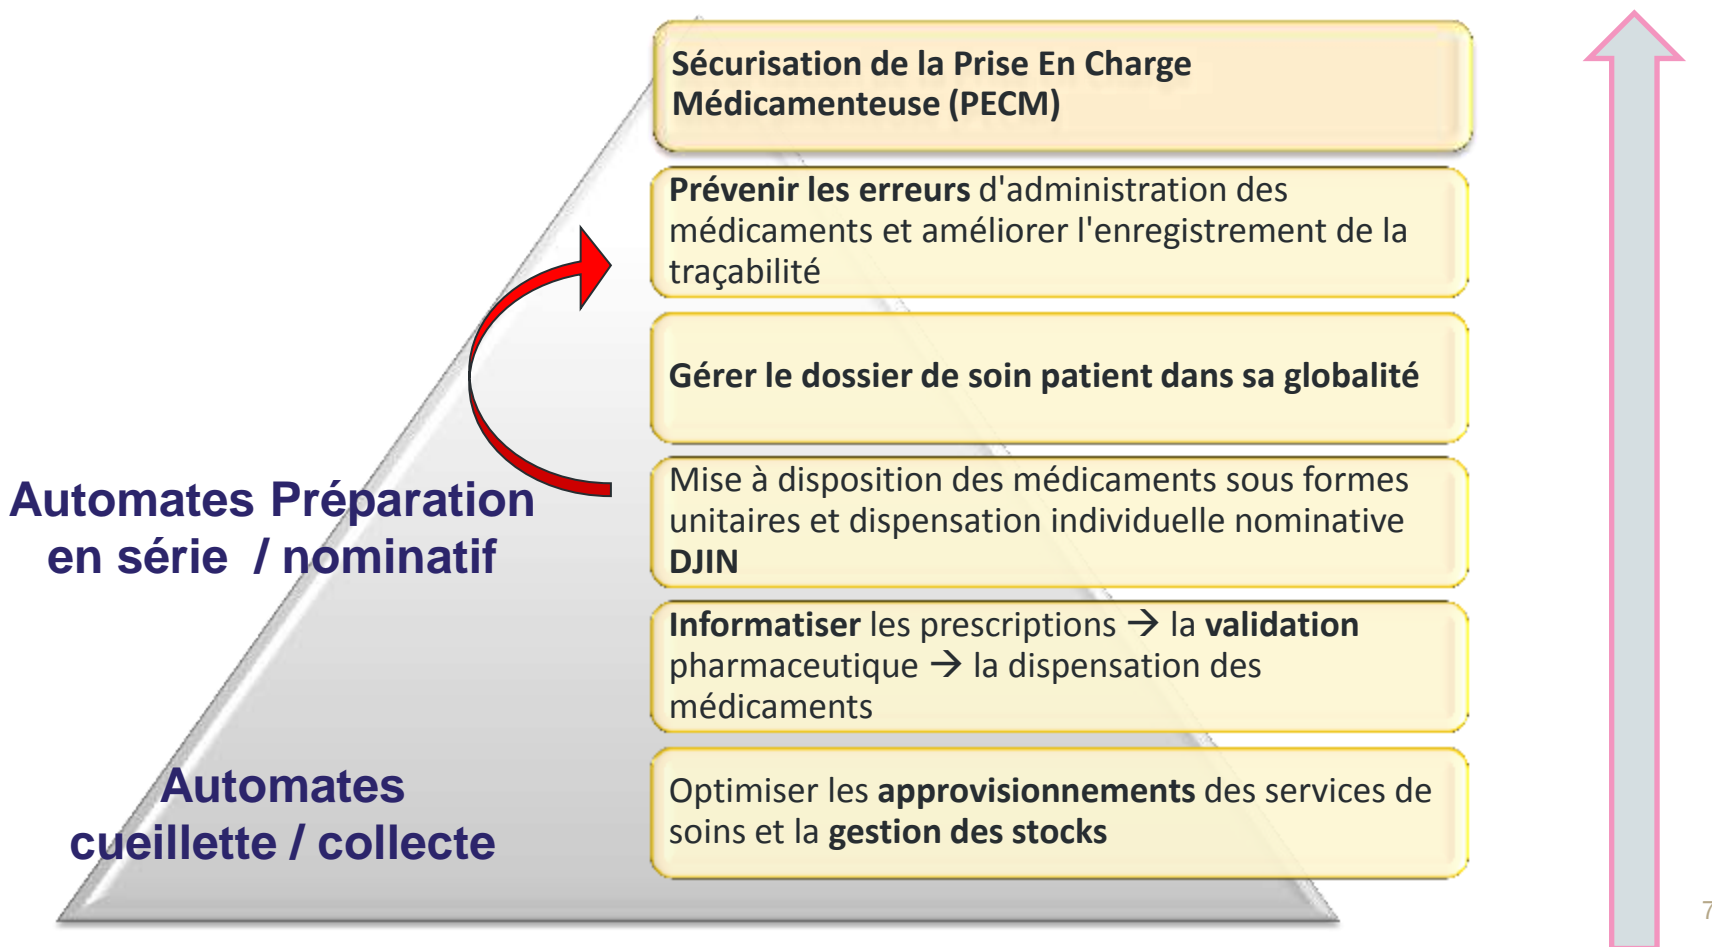 Sécurisation de la Prise En Charge
Médicamenteuse (PECM)
Prévenir les erreurs d'administration des
médicaments et améliorer l'enregistrement de la
traçabilité
Gérer le dossier de soin patient dans sa globalité
Automates Préparation
en série / nominatif
Mise à disposition des médicaments sous formes
unitaires et dispensation individuelle nominative
DJIN
Informatiser les prescriptions → la validation
pharmaceutique → la dispensation des
médicaments
Automates
cueillette / collecte
Optimiser les approvisionnements des services de
soins et la gestion des stocks
7